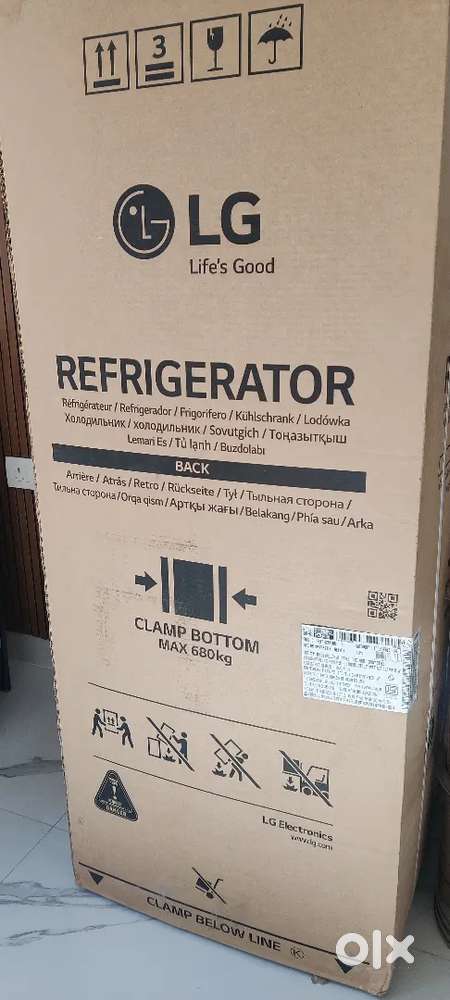 3
LG
Life's Good
REFRIGERATOR
Réfrigérateur / Refrigerador / Frigorifero / Kühlschrank / Lodówka
Холодильник / холодильник / Sovutgich / Тоңазытқыш
Lemari Es / Tủ lạnh / Buzdolabı
BACK
Arrière / Atrás / Retro / Rückseite / Tył / Тыльная сторона /
Тильна сторона / Orqa qism / Артқы жағы / Belakang / Phía sau / Arka
CLAMP BOTTOM
MAX 680kg
DANGER
LG Electronics
www.lg.com
CLAMP BELOW LINE K
olx